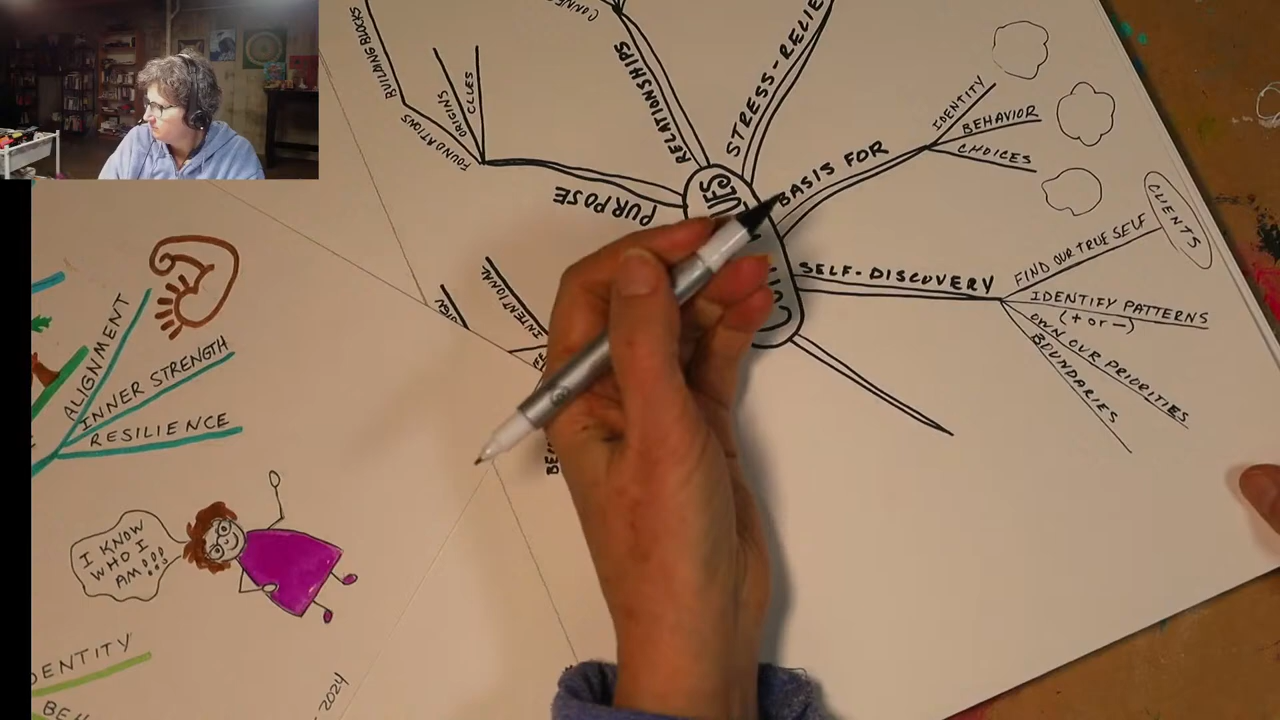 BUILDING BLOCKS
ORIGINS
CLUES
FOUNDATIONS
PURPOSE
RELATIONSHIPS
STRESS-RELIE
BASIS FOR
IDENTITY
BEHAVIOR
CHOICES
SELF-DISCOVERY
FIND OUR TRUE SELF
CLIENTS
IDENTIFY PATTERNS
(+ or -)
OWN OUR PRIORITIES
BOUNDARIES
INTENTIONAL
ALIGNMENT
INNER STRENGTH
RESILIENCE
I KNOW
WHO I
AM!!!
DENTITY
BEH
2024